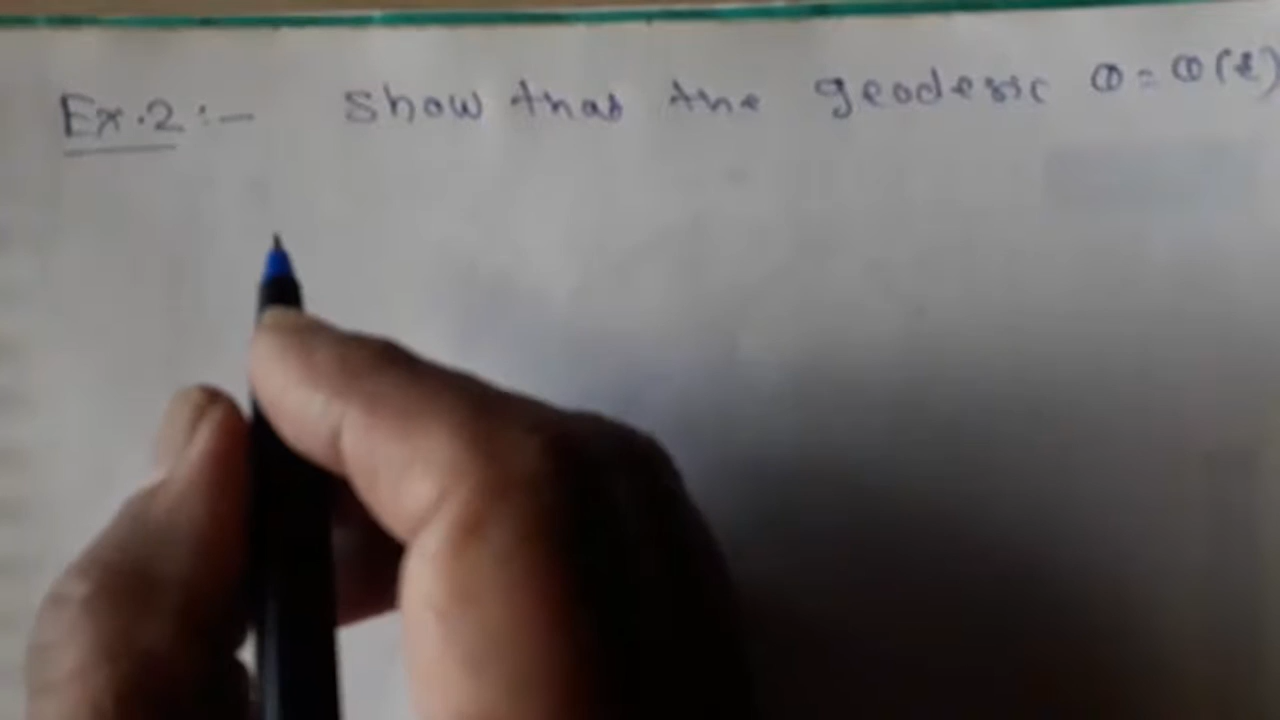 Ex.2:- Show that the geodesic θ = θ(z)